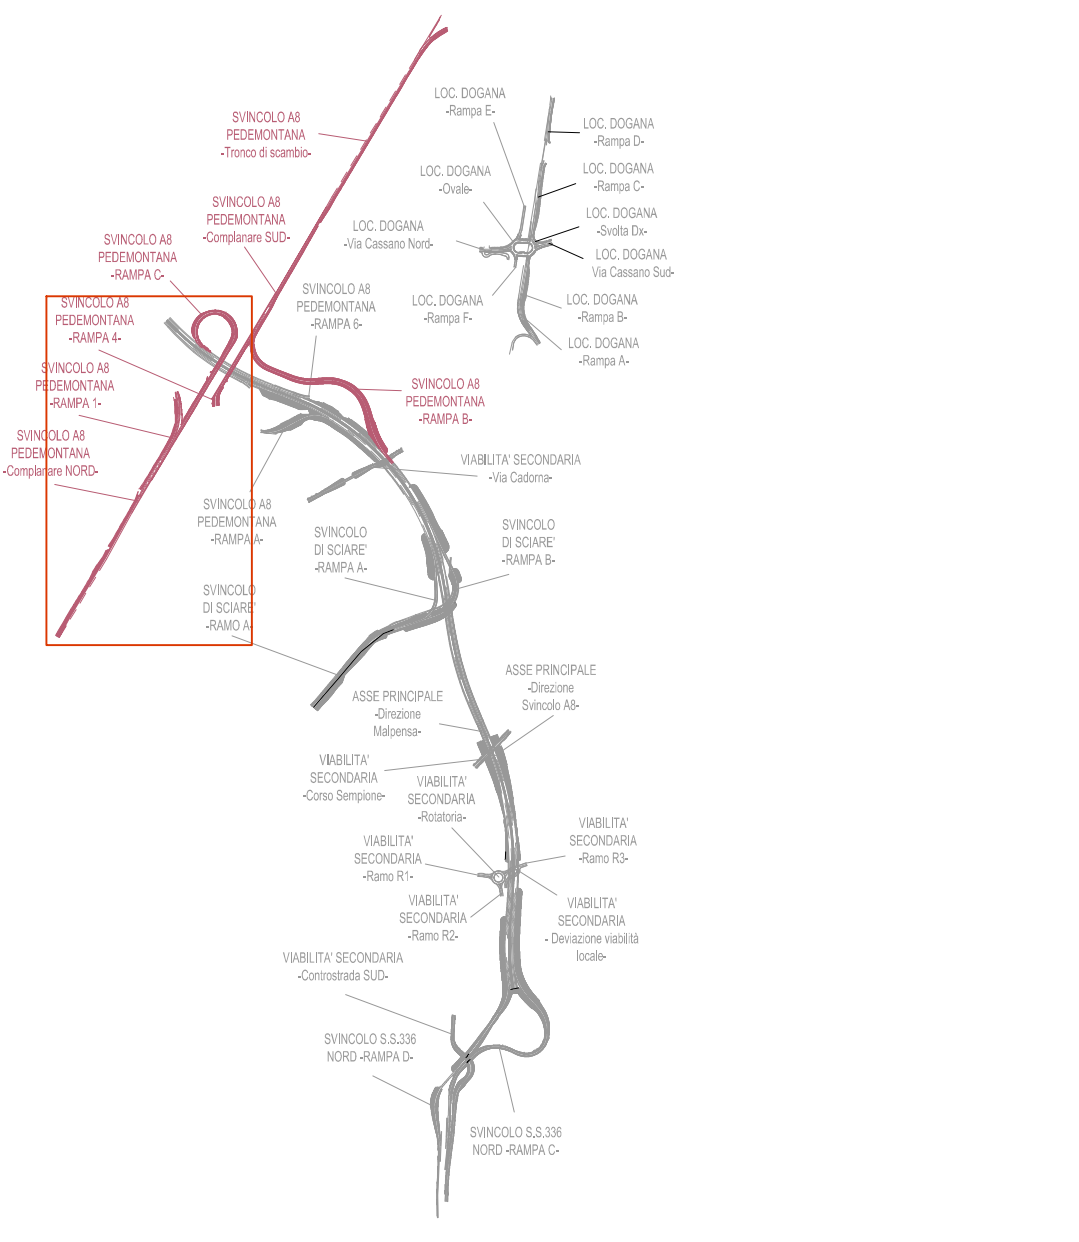 SVINCOLO A8
PEDEMONTANA
-Tronco di scambio-
SVINCOLO A8
PEDEMONTANA
-Complanare SUD-
SVINCOLO A8
PEDEMONTANA
-RAMPA C-
SVINCOLO A8
PEDEMONTANA
-RAMPA 4-
SVINCOLO A8
PEDEMONTANA
-RAMPA 1-
SVINCOLO A8
PEDEMONTANA
-Complanare NORD-
SVINCOLO A8
PEDEMONTANA
-RAMPA 6-
SVINCOLO A8
PEDEMONTANA
-RAMPA B-
LOC. DOGANA
-Rampa E-
LOC. DOGANA
-Rampa D-
LOC. DOGANA
-Ovale-
LOC. DOGANA
-Rampa C-
LOC. DOGANA
-Via Cassano Nord-
LOC. DOGANA
-Svolta Dx-
LOC. DOGANA
Via Cassano Sud-
LOC. DOGANA
-Rampa F-
LOC. DOGANA
-Rampa B-
LOC. DOGANA
-Rampa A-
VIABILITA' SECONDARIA
-Via Cadorna-
SVINCOLO A8
PEDEMONTANA
-RAMPA A-
SVINCOLO
DI SCIARE'
-RAMPA A-
SVINCOLO
DI SCIARE'
-RAMPA B-
SVINCOLO
DI SCIARE'
-RAMO A-
ASSE PRINCIPALE
-Direzione
Svincolo A8-
ASSE PRINCIPALE
-Direzione
Malpensa-
VIABILITA'
SECONDARIA
-Corso Sempione-
VIABILITA'
SECONDARIA
-Rotatoria-
VIABILITA'
SECONDARIA
-Ramo R3-
VIABILITA'
SECONDARIA
-Ramo R1-
VIABILITA'
SECONDARIA
-Ramo R2-
VIABILITA'
SECONDARIA
- Deviazione viabilità
locale-
VIABILITA' SECONDARIA
-Controstrada SUD-
SVINCOLO S.S.336
NORD -RAMPA D-
SVINCOLO S.S.336
NORD -RAMPA C-